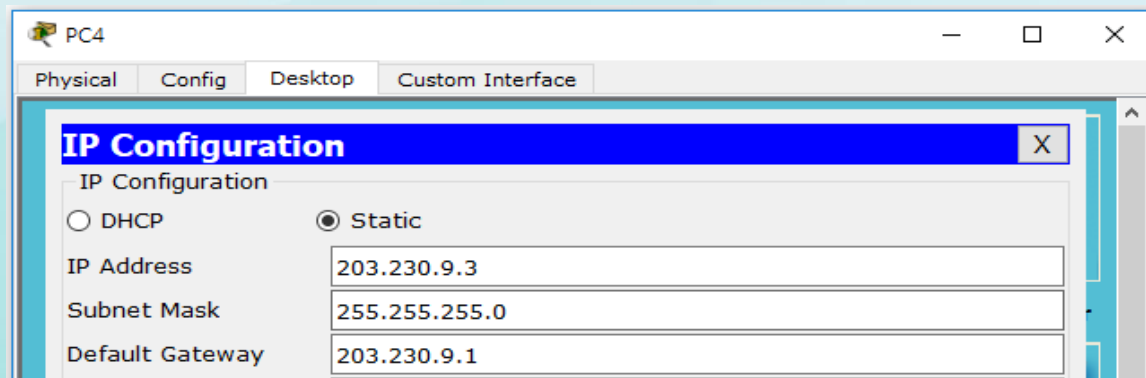 PC4
Physical Config Desktop Custom Interface
IP Configuration X
IP Configuration
DHCP Static
IP Address 203.230.9.3
Subnet Mask 255.255.255.0
Default Gateway 203.230.9.1